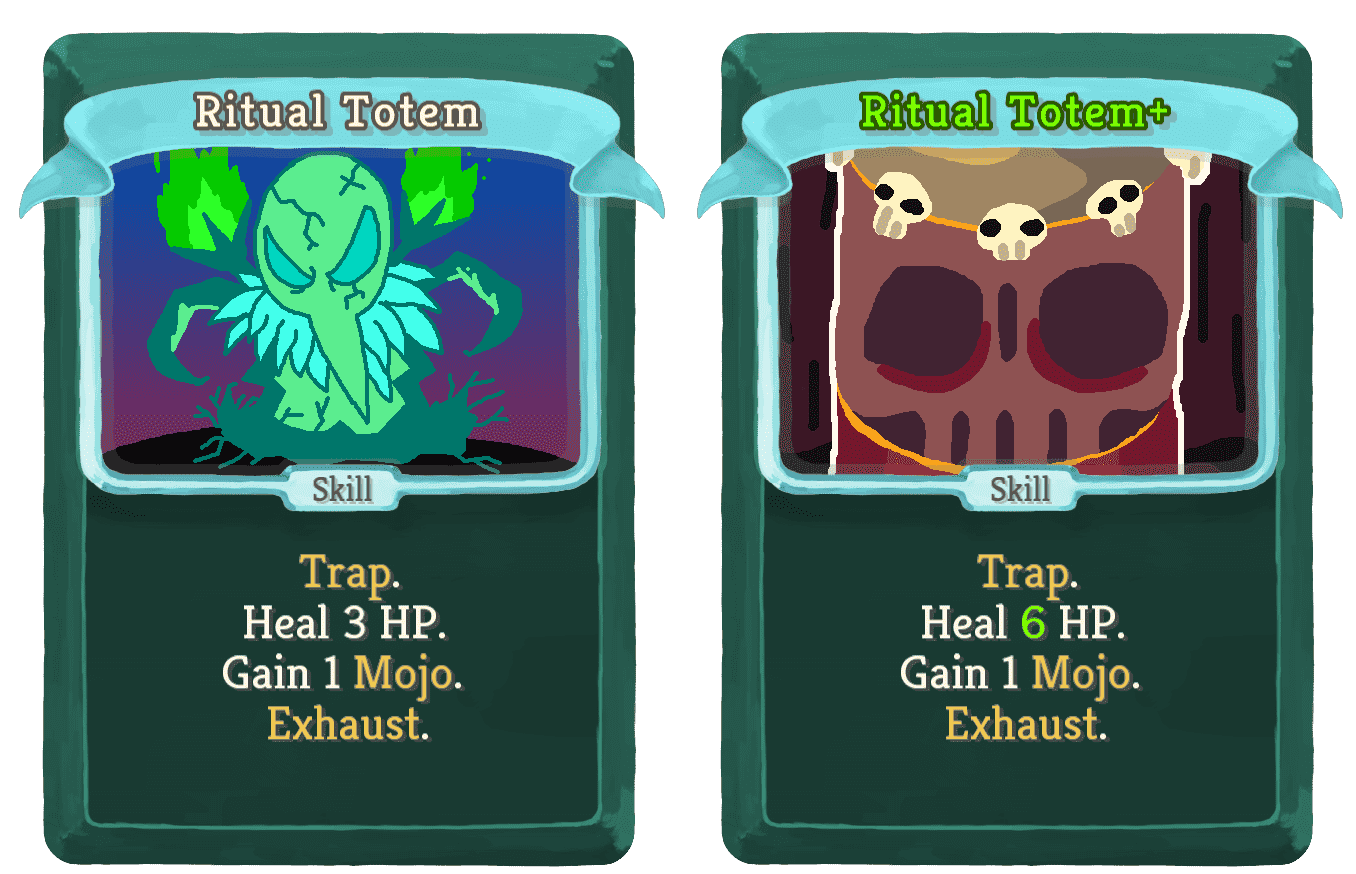 Ritual Totem
Skill
Trap.
Heal 3 HP.
Gain 1 Mojo.
Exhaust.
Ritual Totem+
Skill
Trap.
Heal 6 HP.
Gain 1 Mojo.
Exhaust.